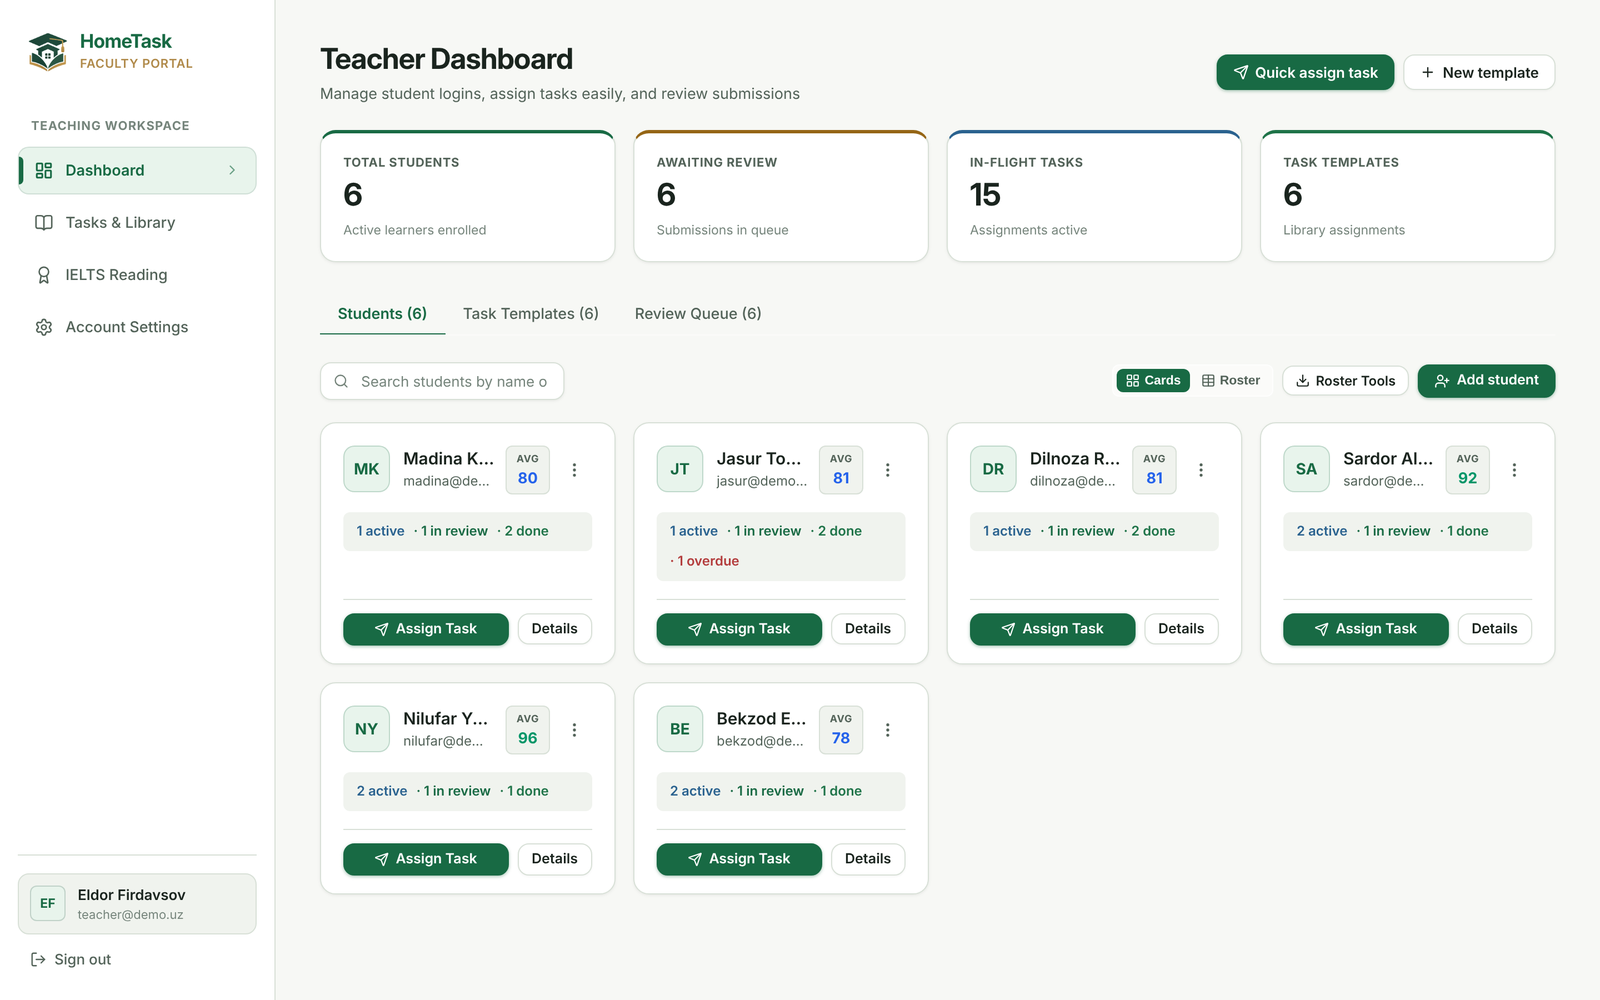 HomeTask
FACULTY PORTAL
TEACHING WORKSPACE
Dashboard
Tasks & Library
IELTS Reading
Account Settings
EF
Eldor Firdavsov
teacher@demo.uz
Sign out
Teacher Dashboard
Manage student logins, assign tasks easily, and review submissions
Quick assign task
New template
TOTAL STUDENTS
6
Active learners enrolled
AWAITING REVIEW
6
Submissions in queue
IN-FLIGHT TASKS
15
Assignments active
TASK TEMPLATES
6
Library assignments
Students (6)
Task Templates (6)
Review Queue (6)
Search students by name o
Cards
Roster
Roster Tools
Add student
MK
Madina K...
madina@de...
AVG
80
1 active · 1 in review · 2 done
Assign Task
Details
JT
Jasur To...
jasur@demo...
AVG
81
1 active · 1 in review · 2 done
· 1 overdue
Assign Task
Details
DR
Dilnoza R...
dilnoza@de...
AVG
81
1 active · 1 in review · 2 done
Assign Task
Details
SA
Sardor Al...
sardor@de...
AVG
92
2 active · 1 in review · 1 done
Assign Task
Details
NY
Nilufar Y...
nilufar@de...
AVG
96
2 active · 1 in review · 1 done
Assign Task
Details
BE
Bekzod E...
bekzod@de...
AVG
78
2 active · 1 in review · 1 done
Assign Task
Details